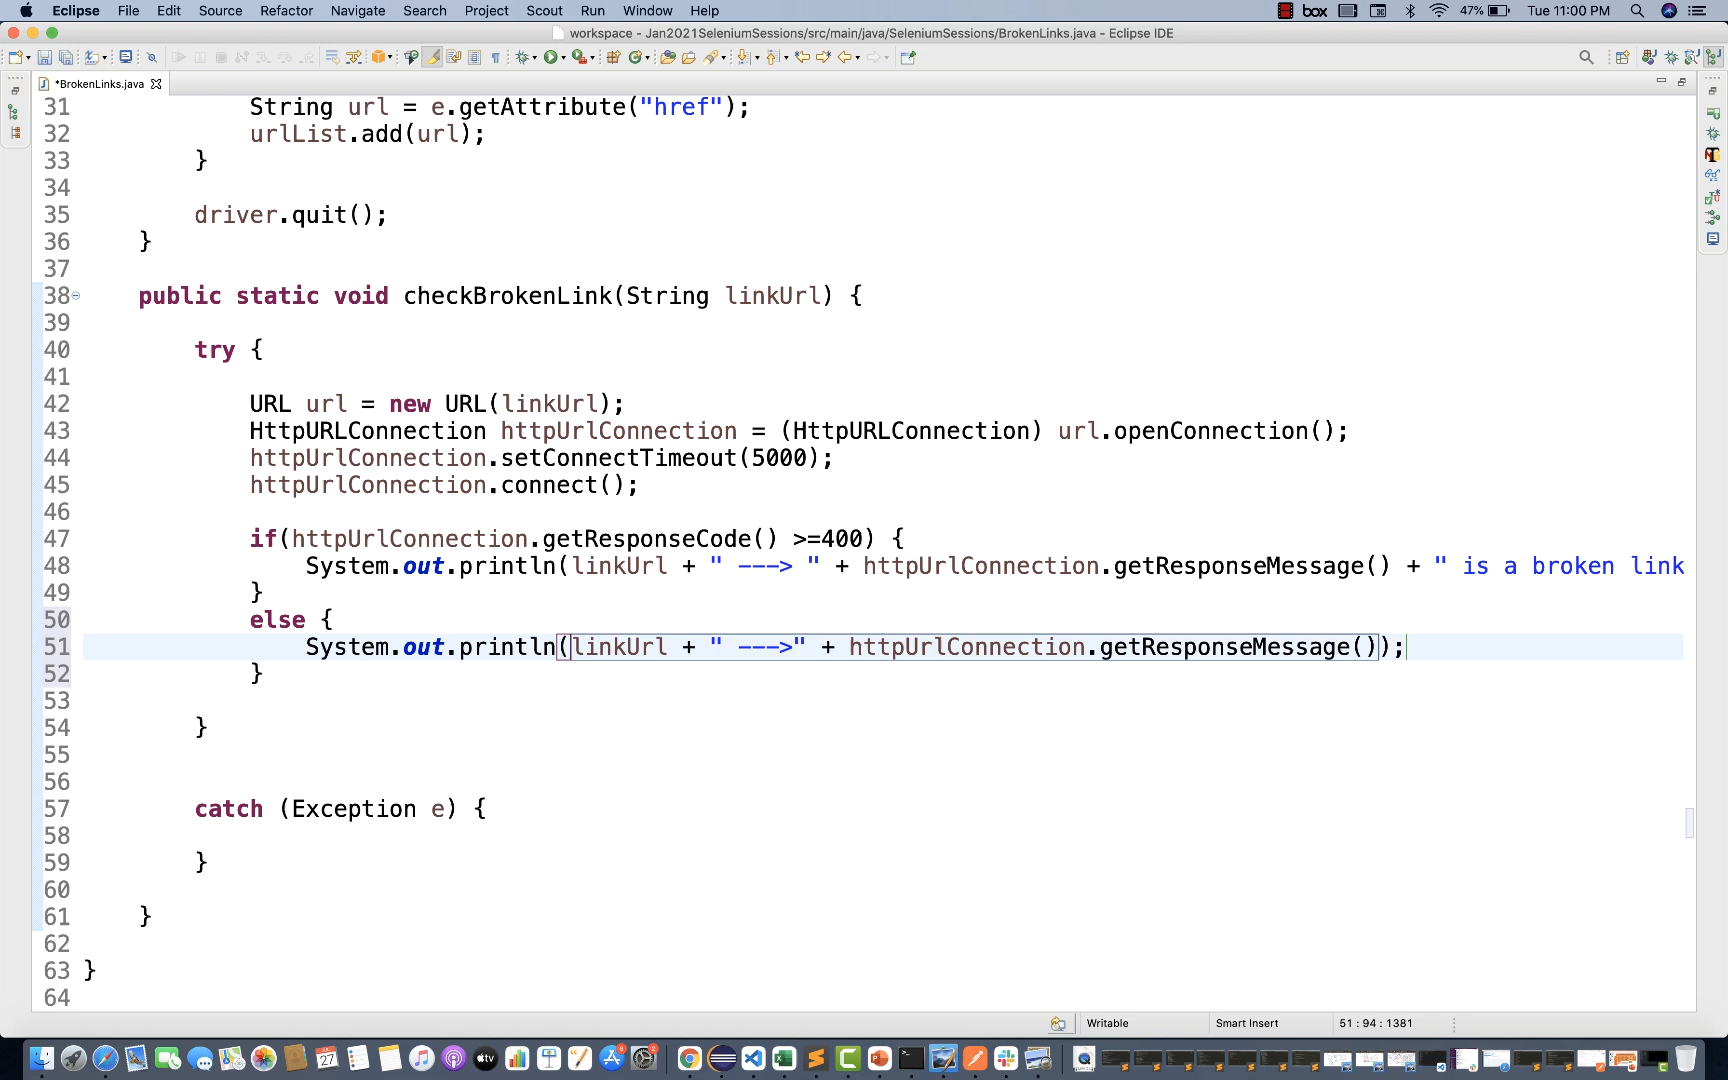 Eclipse File Edit Source Refactor Navigate Search Project Scout Run Window Help box 47% Tue 11:00 PM
workspace - Jan2021SeleniumSessions/src/main/java/SeleniumSessions/BrokenLinks.java - Eclipse IDE
*BrokenLinks.java
31 String url = e.getAttribute("href");
32 urlList.add(url);
33 }
34
35 driver.quit();
36 }
37
38 public static void checkBrokenLink(String linkUrl) {
39
40 try {
41
42 URL url = new URL(linkUrl);
43 HttpURLConnection httpUrlConnection = (HttpURLConnection) url.openConnection();
44 httpUrlConnection.setConnectTimeout(5000);
45 httpUrlConnection.connect();
46
47 if(httpUrlConnection.getResponseCode() >=400) {
48 System.out.println(linkUrl + " ---> " + httpUrlConnection.getResponseMessage() + " is a broken link
49 }
50 else {
51 System.out.println(linkUrl + " --->" + httpUrlConnection.getResponseMessage());
52 }
53
54 }
55
56
57 catch (Exception e) {
58
59 }
60
61 }
62
63 }
64
Writable Smart Insert 51 : 94 : 1381